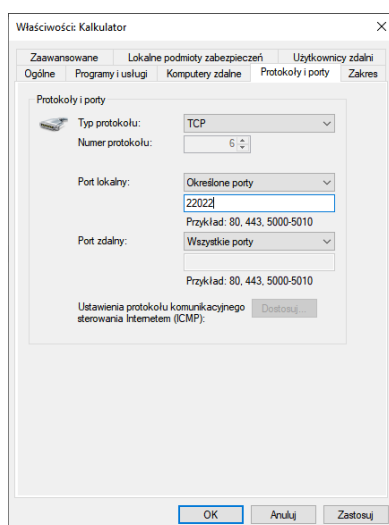 Właściwości: Kalkulator
Zaawansowane Lokalne podmioty zabezpieczeń Użytkownicy zdalni
Ogólne Programy i usługi Komputery zdalne Protokoły i porty Zakres
Protokoły i porty
Typ protokołu: TCP
Numer protokołu: 6
Port lokalny: Określone porty
22022
Przykład: 80, 443, 5000-5010
Port zdalny: Wszystkie porty
Przykład: 80, 443, 5000-5010
Ustawienia protokołu komunikacyjnego Dostosuj...
sterowania Internetem (ICMP):
OK Anuluj Zastosuj